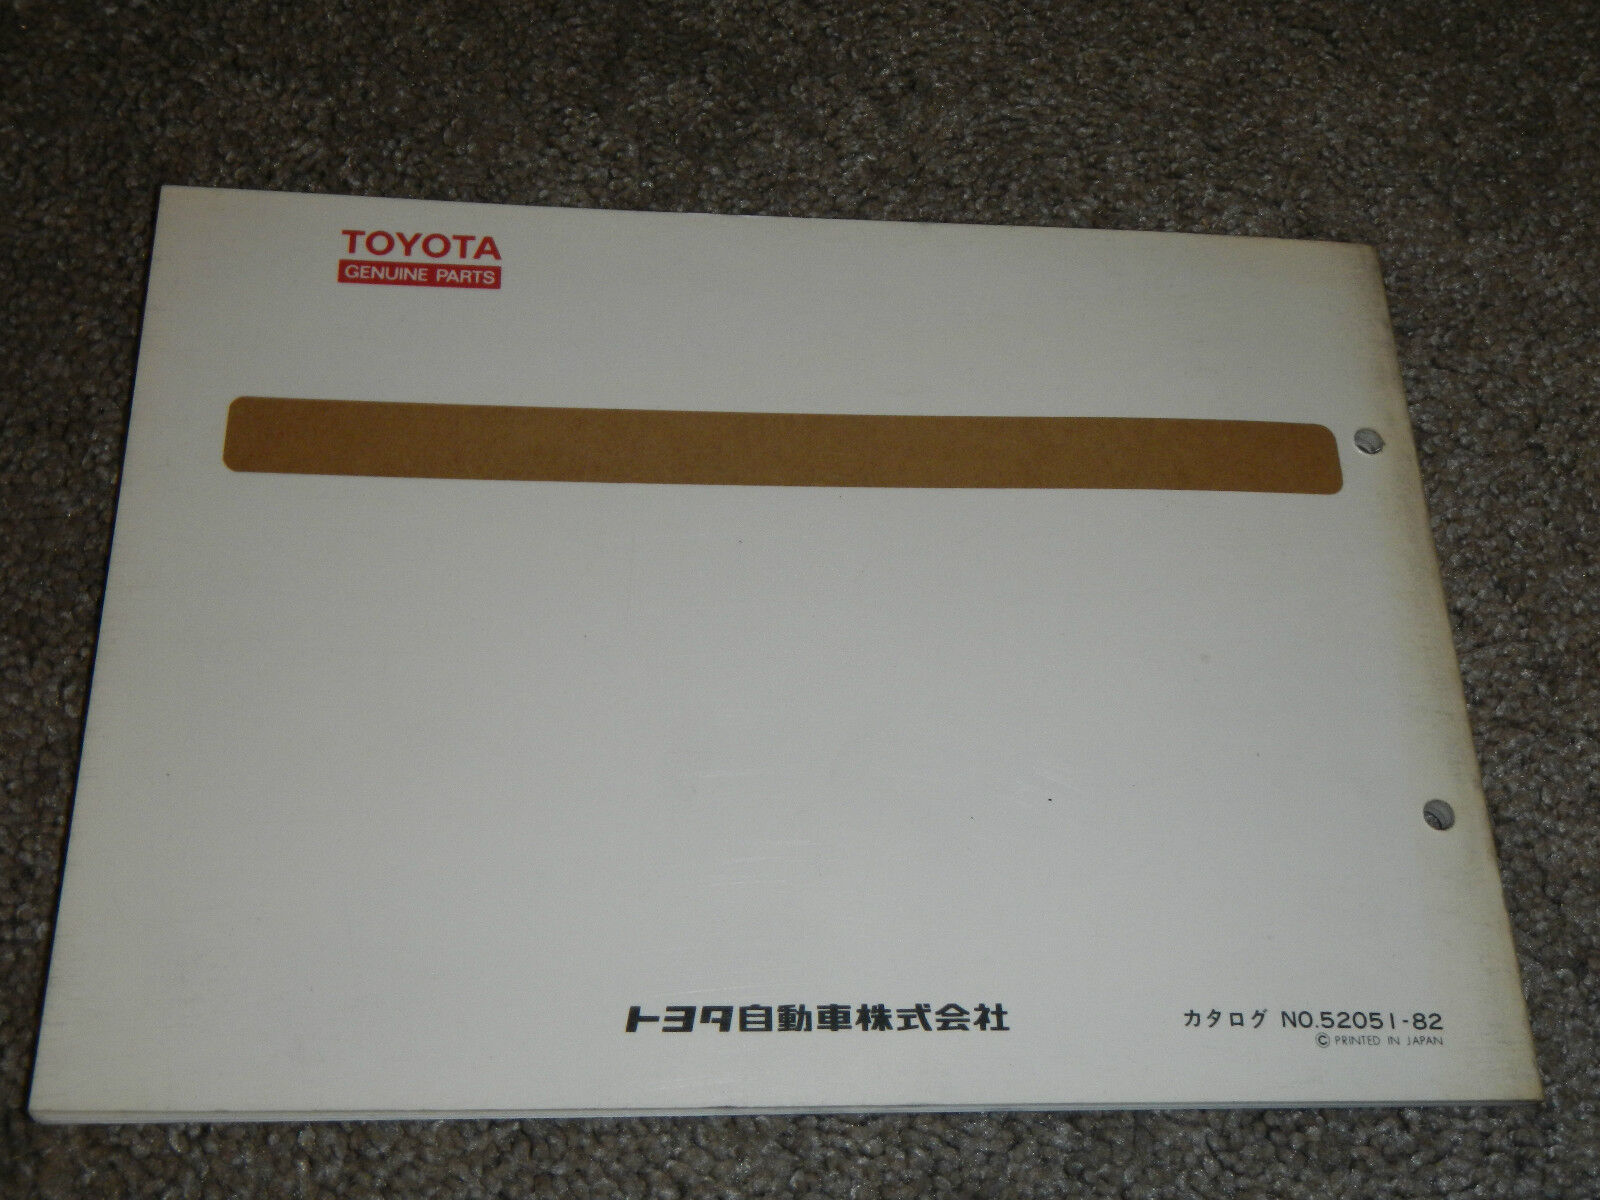 TOYOTA
GENUINE PARTS
トヨタ自動車株式会社
カタログ NO.52051-82
Ⓒ PRINTED IN JAPAN